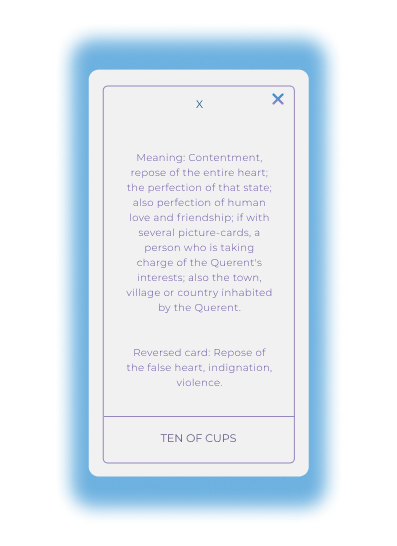 X
Meaning: Contentment,
repose of the entire heart;
the perfection of that state;
also perfection of human
love and friendship; if with
several picture-cards, a
person who is taking
charge of the Querent's
interests; also the town,
village or country inhabited
by the Querent.
Reversed card: Repose of
the false heart, indignation,
violence.
TEN OF CUPS